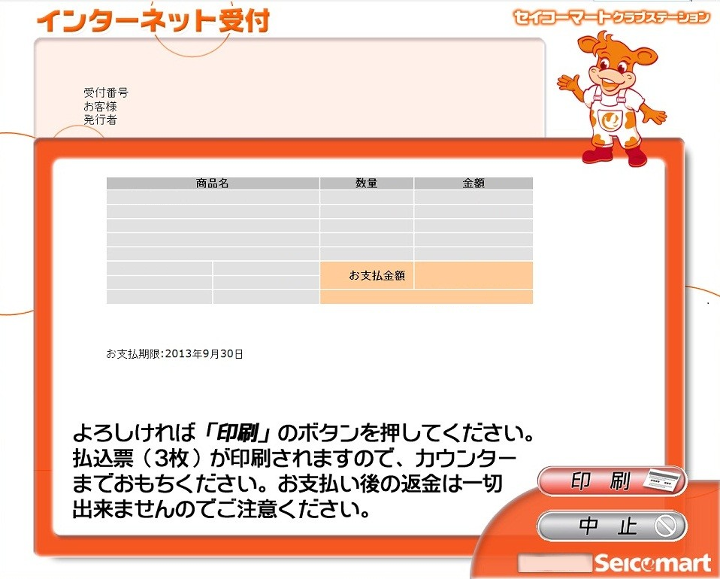 インターネット受付
セイコーマートクラブステーション
受付番号
お客様
発行者
商品名 数量 金額
お支払金額
お支払期限:2013年9月30日
よろしければ「印刷」のボタンを押してください。
払込票（3枚）が印刷されますので、カウンター
までおもちください。お支払い後の返金は一切
出来ませんのでご注意ください。
印刷
中止
Seicomart